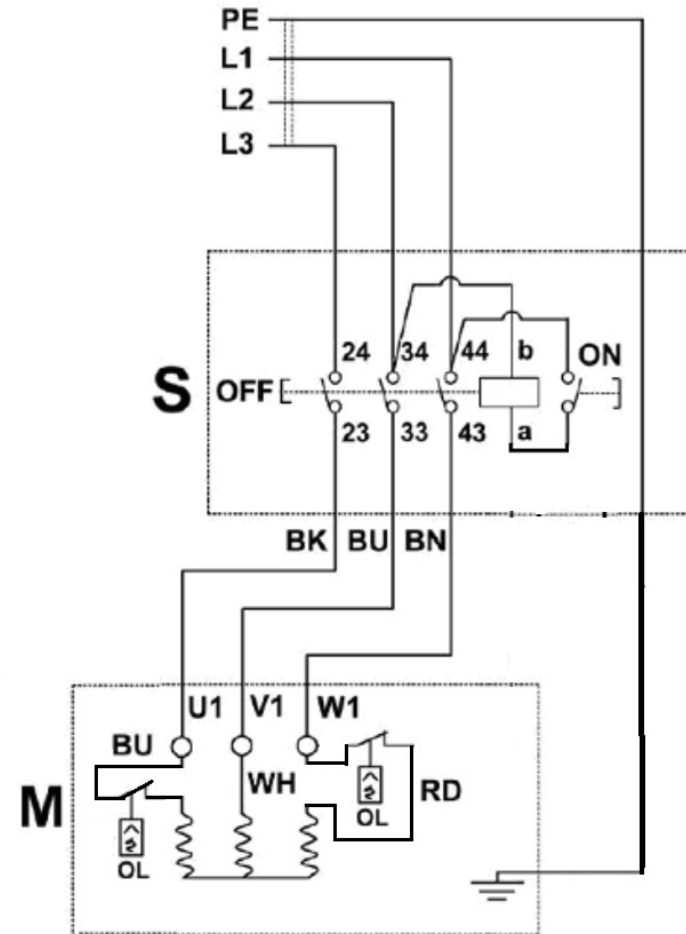 PE
L1
L2
L3
24 34 44 b ON
S OFF
23 33 43 a
BK BU BN
U1 V1 W1
BU
WH RD
M
OL
OL